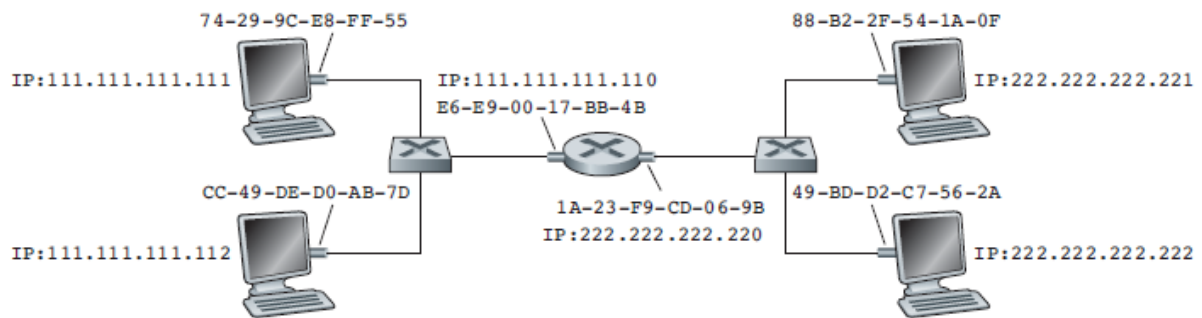 74-29-9C-E8-FF-55
88-B2-2F-54-1A-0F
IP:111.111.111.111
IP:111.111.111.110
IP:222.222.222.221
E6-E9-00-17-BB-4B
CC-49-DE-D0-AB-7D
1A-23-F9-CD-06-9B
49-BD-D2-C7-56-2A
IP:111.111.111.112
IP:222.222.222.220
IP:222.222.222.222